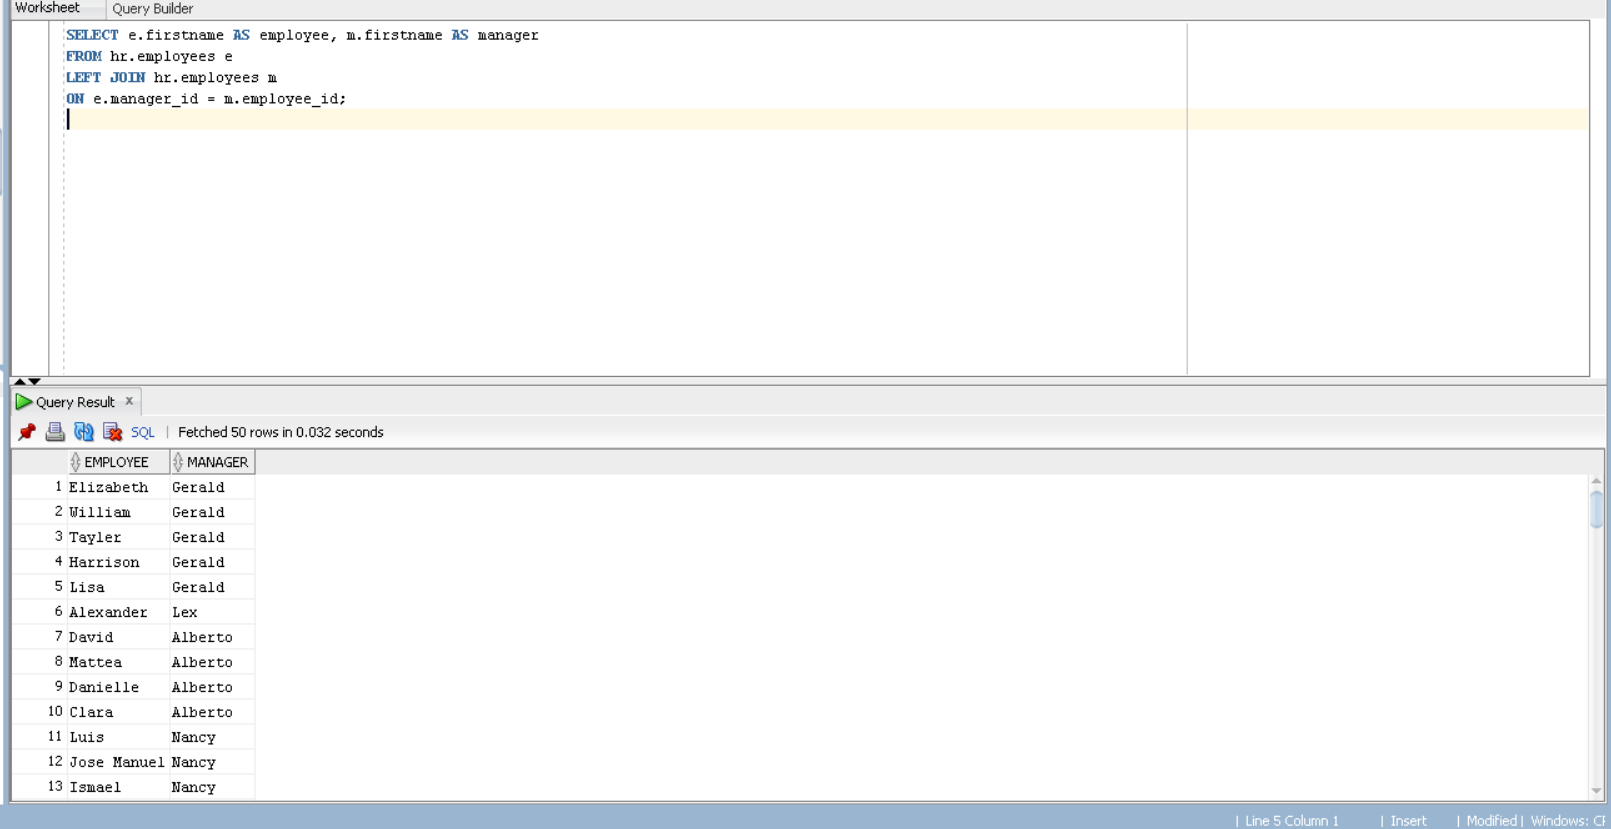 Worksheet Query Builder
SELECT e.firstname AS employee, m.firstname AS manager
FROM hr.employees e
LEFT JOIN hr.employees m
ON e.manager_id = m.employee_id;
Query Result x
SQL | Fetched 50 rows in 0.032 seconds
EMPLOYEE MANAGER
1 Elizabeth Gerald
2 William Gerald
3 Tayler Gerald
4 Harrison Gerald
5 Lisa Gerald
6 Alexander Lex
7 David Alberto
8 Mattea Alberto
9 Danielle Alberto
10 Clara Alberto
11 Luis Nancy
12 Jose Manuel Nancy
13 Ismael Nancy
| Line 5 Column 1 | Insert | Modified | Windows: CF